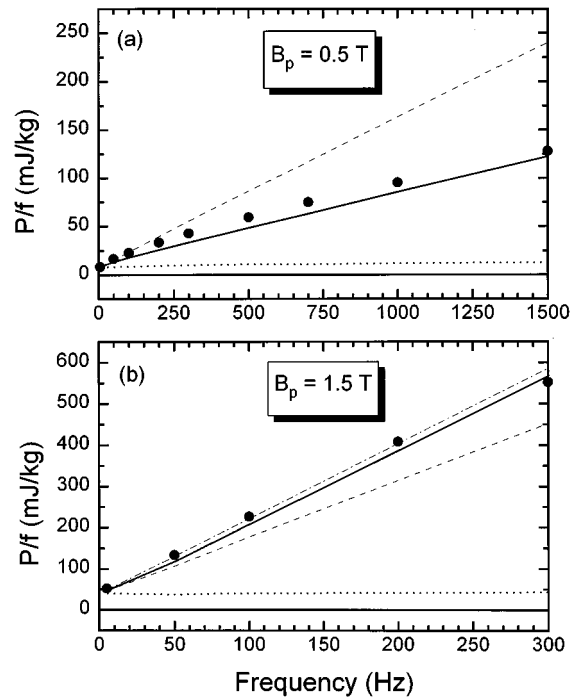 (a)
B_p = 0.5 T
P/f (mJ/kg)
250
200
150
100
50
0
0 250 500 750 1000 1250 1500
(b)
B_p = 1.5 T
P/f (mJ/kg)
600
500
400
300
200
100
0
0 50 100 150 200 250 300
Frequency (Hz)